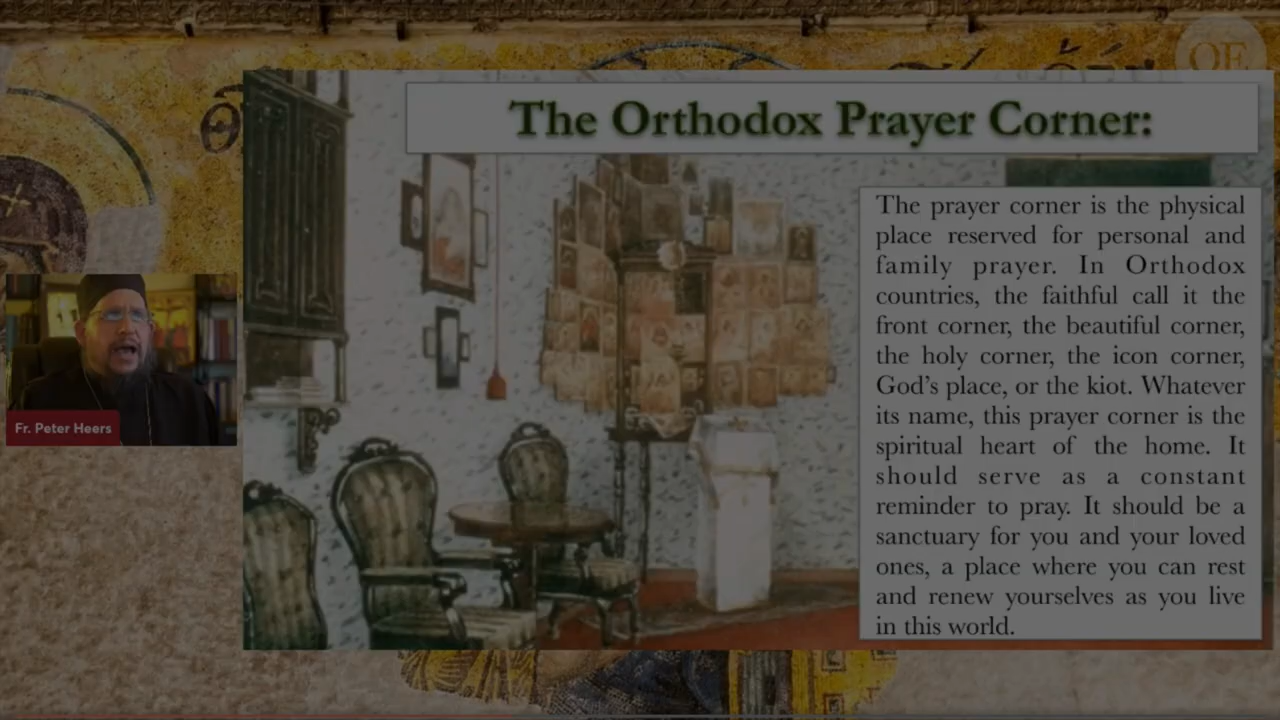 OE
The Orthodox Prayer Corner:
The prayer corner is the physical
place reserved for personal and
family prayer. In Orthodox
countries, the faithful call it the
front corner, the beautiful corner,
the holy corner, the icon corner,
God's place, or the kiot. Whatever
its name, this prayer corner is the
spiritual heart of the home. It
should serve as a constant
reminder to pray. It should be a
sanctuary for you and your loved
ones, a place where you can rest
and renew yourselves as you live
in this world.
Fr. Peter Heers